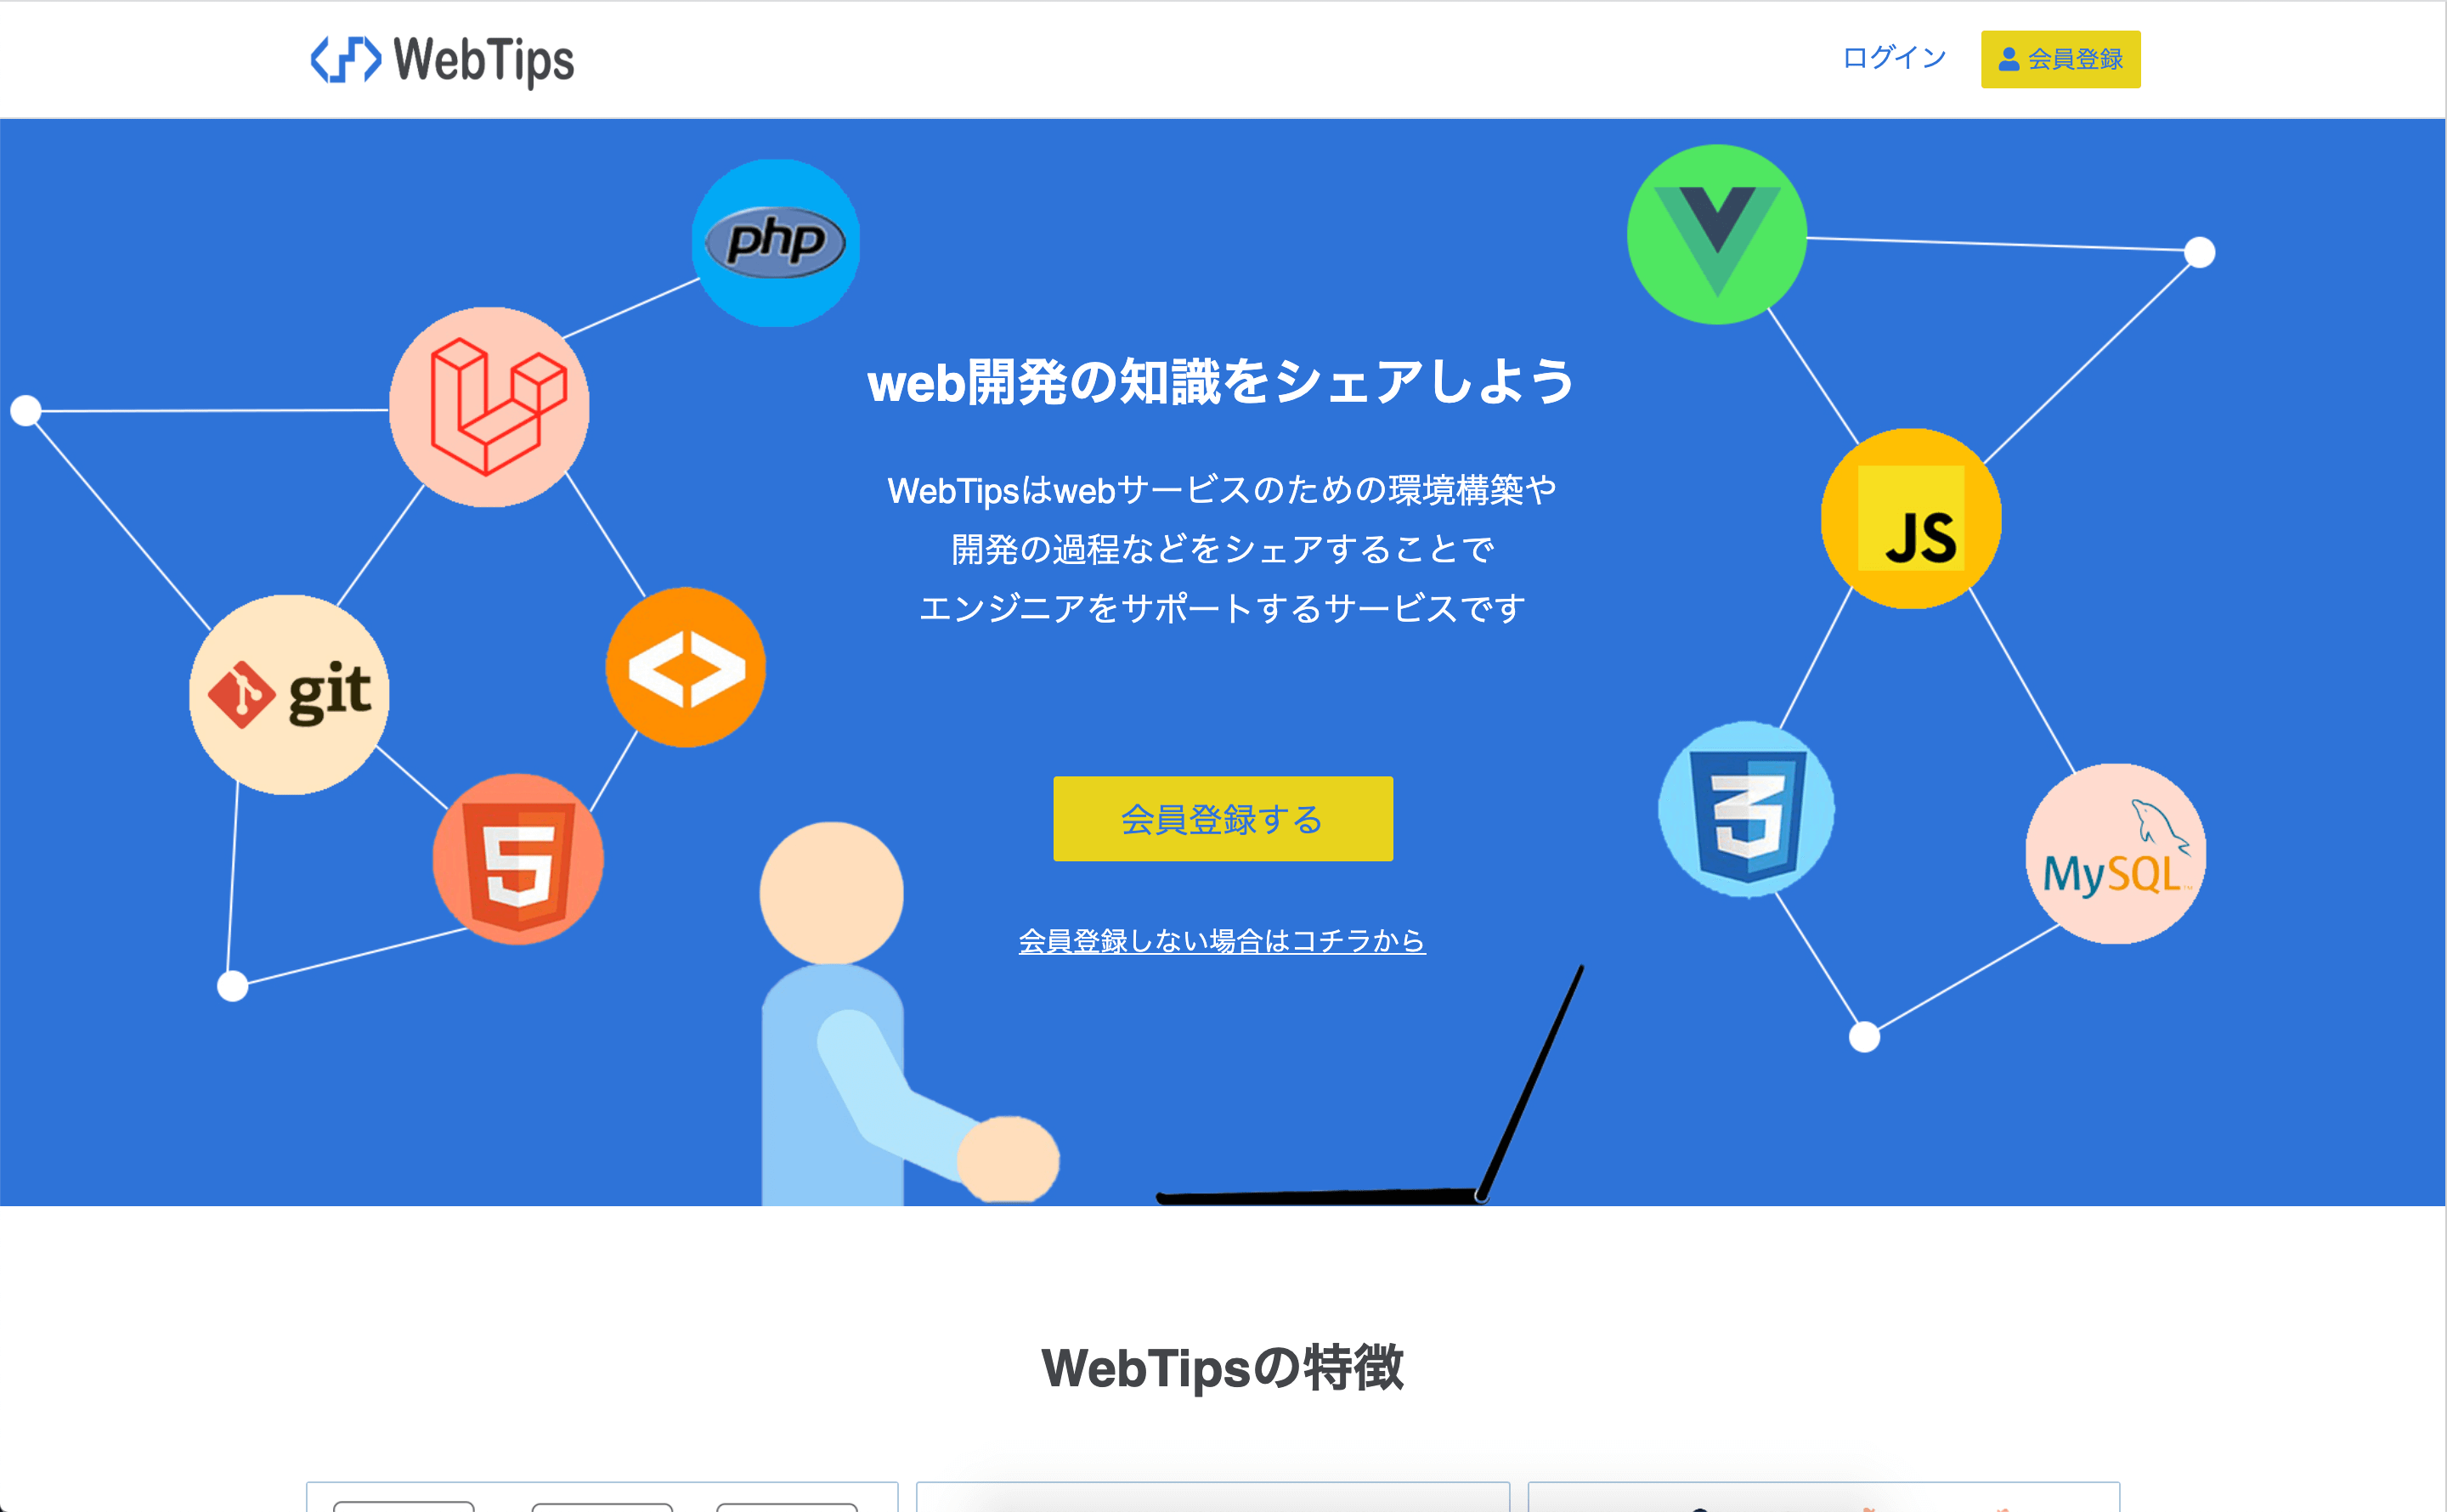 WebTips
ログイン
会員登録
php
web開発の知識をシェアしよう
WebTipsはwebサービスのための環境構築や
開発の過程などをシェアすることで
エンジニアをサポートするサービスです
JS
git
5
3
MySQL
会員登録する
会員登録しない場合はコチラから
WebTipsの特徴